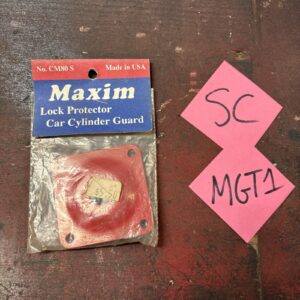 No. CM80 S Made in USA
Maxim
Lock Protector
Car Cylinder Guard
SC
MGT1